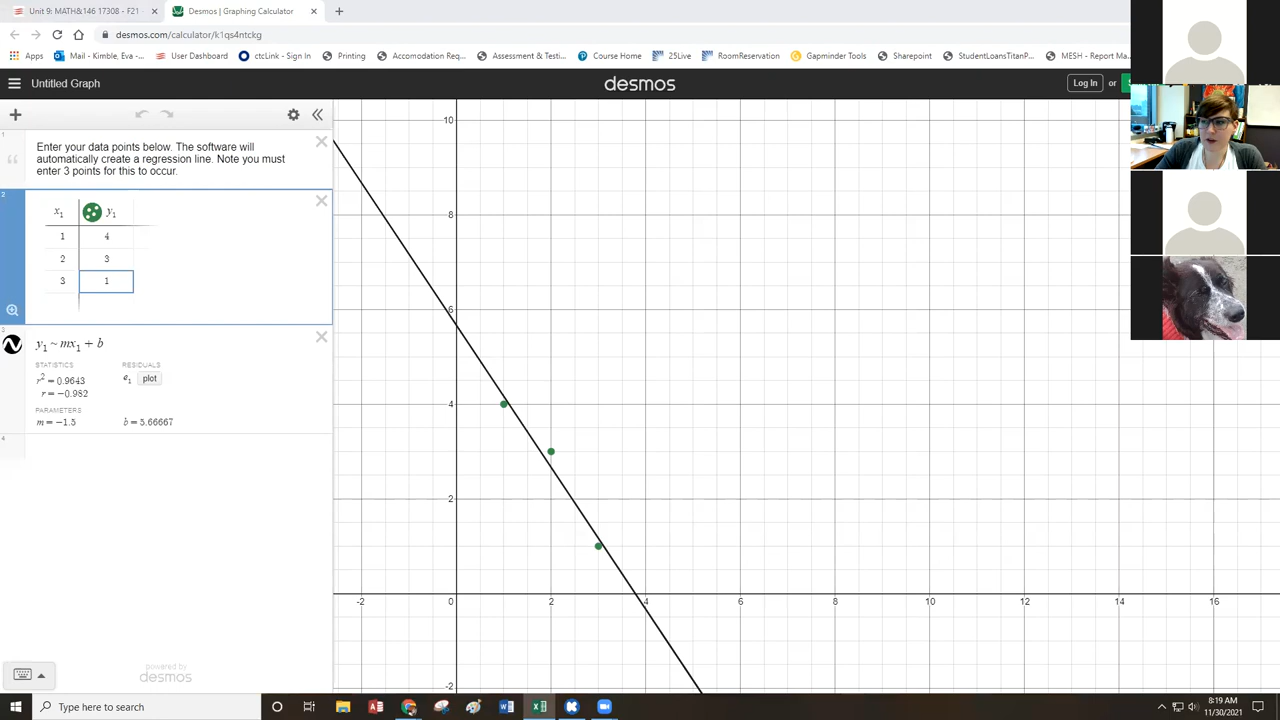 Unit 9: MATH&146 17308 - F21
Desmos | Graphing Calculator
desmos.com/calculator/k1qs4ntckg
Apps Mail - Kimble, Eva -... User Dashboard ctcLink - Sign In Printing Accomodation Req... Assessment & Testi... Course Home 25Live RoomReservation Gapminder Tools Sharepoint StudentLoansTitanP... MESH - Report Ma...
Untitled Graph
desmos
Log In or
1
Enter your data points below. The software will
automatically create a regression line. Note you must
enter 3 points for this to occur.
2
x₁ y₁
1 4
2 3
3 1
3
y₁ ~ mx₁ + b
STATISTICS RESIDUALS
r² = 0.9643 e₁ plot
r = −0.982
PARAMETERS
m = −1.5 b = 5.66667
4
powered by
desmos
10
8
6
4
2
-2 0 2 4 6 8 10 12 14 16
-2
Type here to search
8:19 AM
11/30/2021